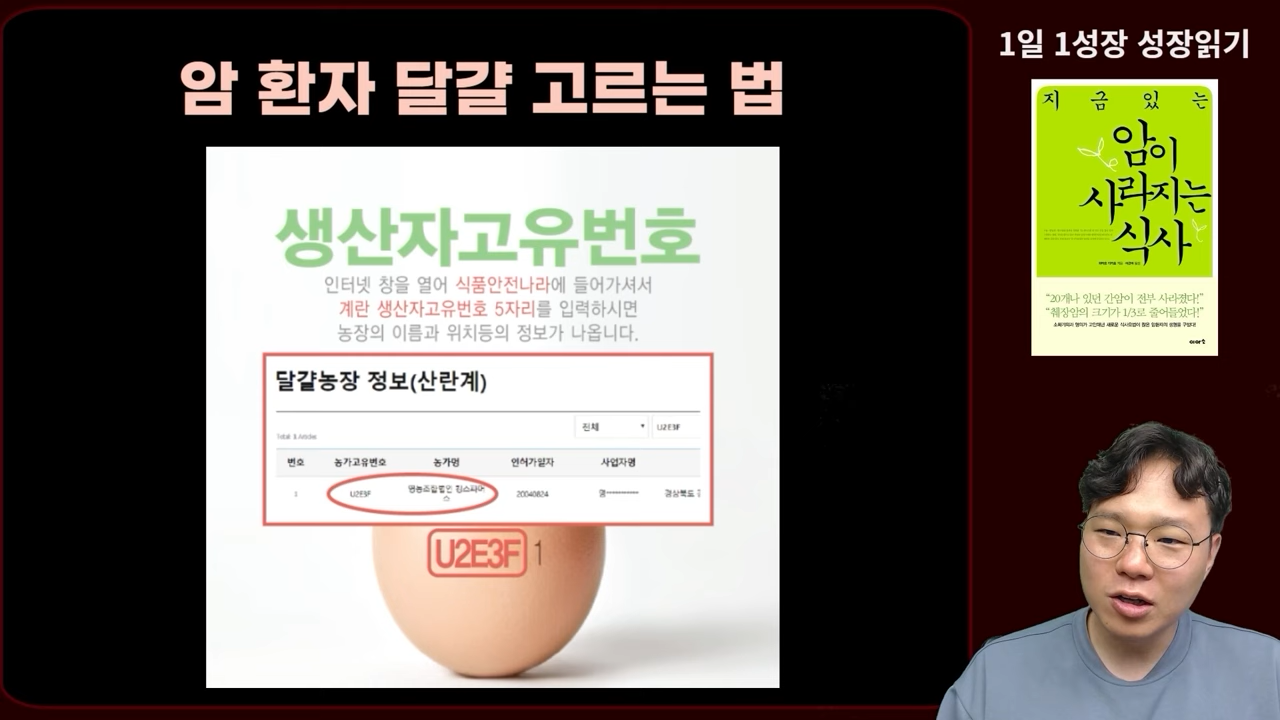 암 환자 달걀 고르는 법
생산자고유번호
인터넷 창을 열어 식품안전나라에 들어가셔서
계란 생산자고유번호 5자리를 입력하시면
농장의 이름과 위치등의 정보가 나옵니다.
달걀농장 정보(산란계)
전체 U2E3F
번호 농가고유번호 농가명 인허가일자 사업자명
1 U2E3F 영농조합법인 20040824 경상북도
U2E3F 1
1일 1성장 성장읽기
지금있는
암이
사라지는
식사
“20개나 있던 간암이 전부 사라졌다!”
“췌장암의 크기가 1/3로 줄어들었다!”